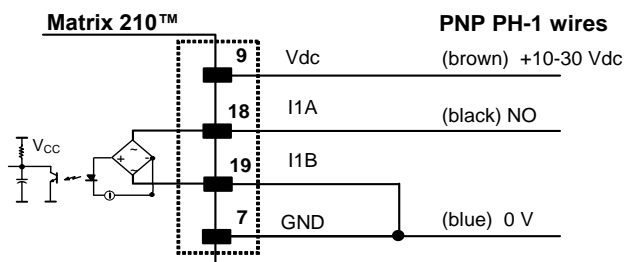 Matrix 210™ PNP PH-1 wires
9 Vdc (brown) +10-30 Vdc
18 I1A (black) NO
VCC
+ ~ - ~
19 I1B
7 GND (blue) 0 V